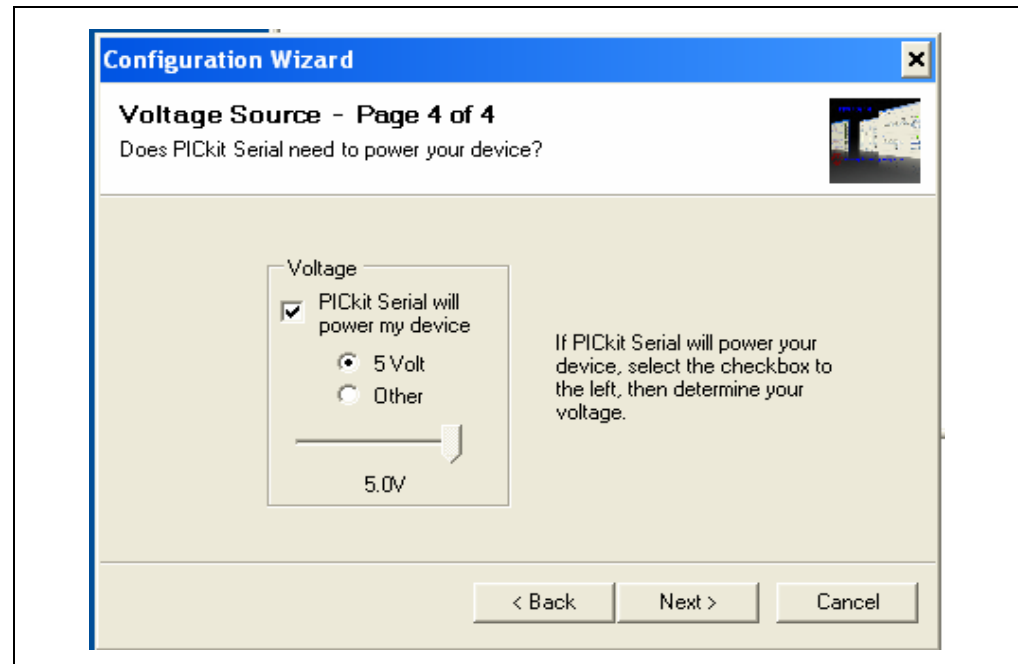 Configuration Wizard
Voltage Source - Page 4 of 4
Does PICkit Serial need to power your device?
Voltage
PICkit Serial will
power my device
5 Volt
Other
5.0V
If PICkit Serial will power your
device, select the checkbox to
the left, then determine your
voltage.
< Back
Next >
Cancel